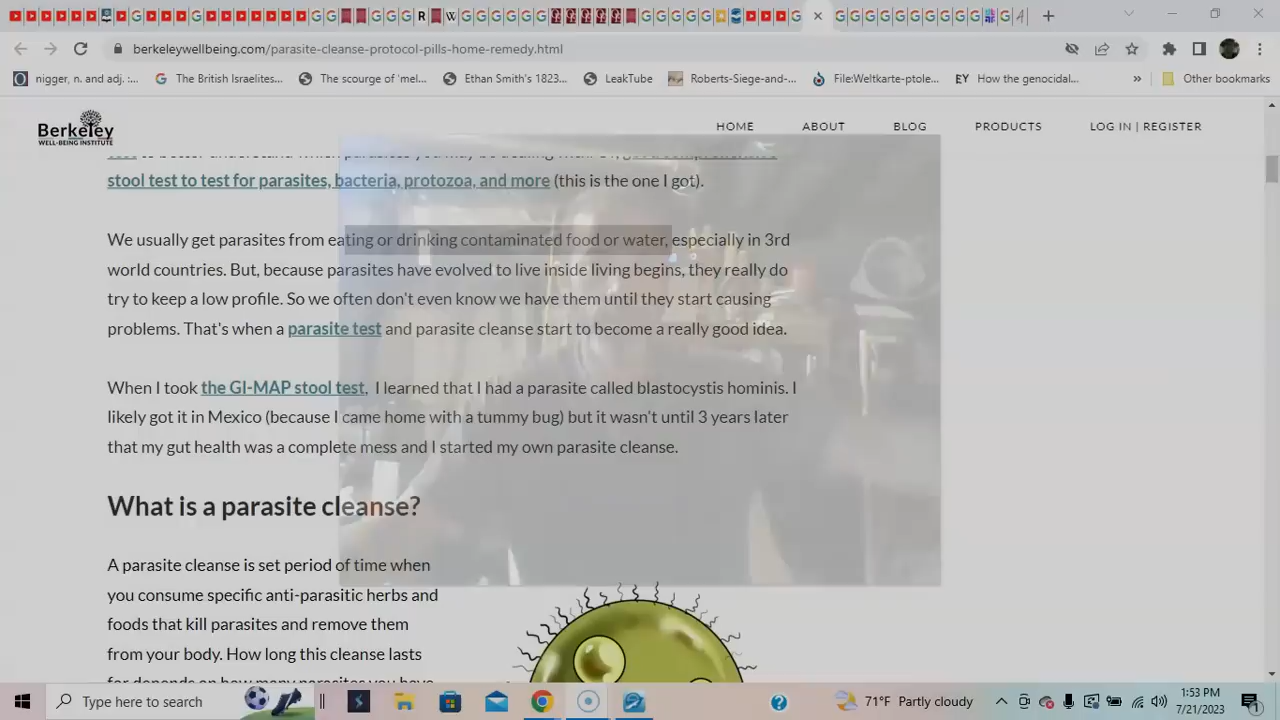 berkeleywellbeing.com/parasite-cleanse-protocol-pills-home-remedy.html
nigger, n. and adj. :...
The British Israelites...
The scourge of 'mel...
Ethan Smith's 1823...
LeakTube
Roberts-Siege-and-...
File:Weltkarte-ptole...
EY
How the genocidal...
»
Other bookmarks
Berkeley
WELL-BEING INSTITUTE
HOME
ABOUT
BLOG
PRODUCTS
LOG IN | REGISTER
stool test to test for parasites, bacteria, protozoa, and more (this is the one I got).
We usually get parasites from eating or drinking contaminated food or water, especially in 3rd
world countries. But, because parasites have evolved to live inside living begins, they really do
try to keep a low profile. So we often don't even know we have them until they start causing
problems. That's when a parasite test and parasite cleanse start to become a really good idea.
When I took the GI-MAP stool test, I learned that I had a parasite called blastocystis hominis. I
likely got it in Mexico (because I came home with a tummy bug) but it wasn't until 3 years later
that my gut health was a complete mess and I started my own parasite cleanse.
What is a parasite cleanse?
A parasite cleanse is set period of time when
you consume specific anti-parasitic herbs and
foods that kill parasites and remove them
from your body. How long this cleanse lasts
Type here to search
71°F Partly cloudy
1:53 PM
7/21/2023